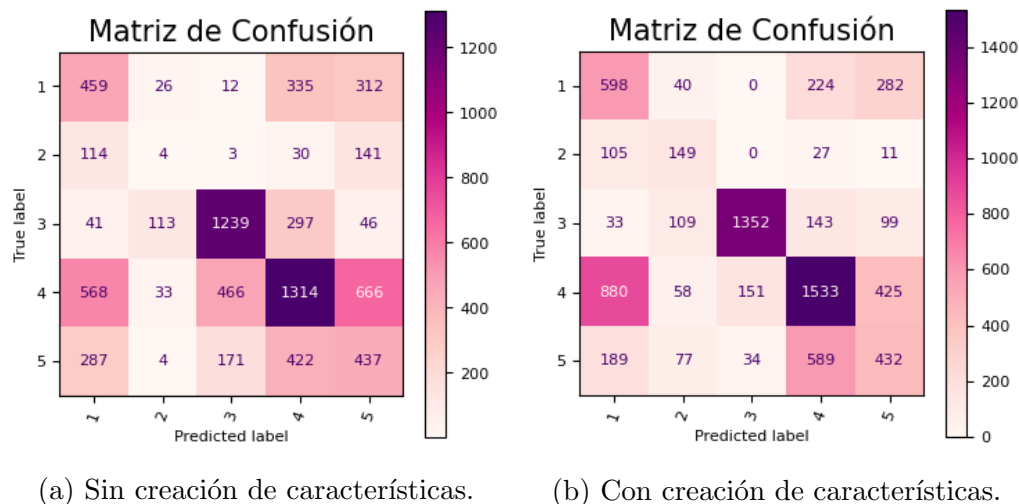 Matriz de Confusión
1 459 26 12 335 312
2 114 4 3 30 141
3 41 113 1239 297 46
4 568 33 466 1314 666
5 287 4 171 422 437
1 2 3 4 5
True label
Predicted label
1200
1000
800
600
400
200
(a) Sin creación de características.
Matriz de Confusión
1 598 40 0 224 282
2 105 149 0 27 11
3 33 109 1352 143 99
4 880 58 151 1533 425
5 189 77 34 589 432
1 2 3 4 5
True label
Predicted label
1400
1200
1000
800
600
400
200
0
(b) Con creación de características.